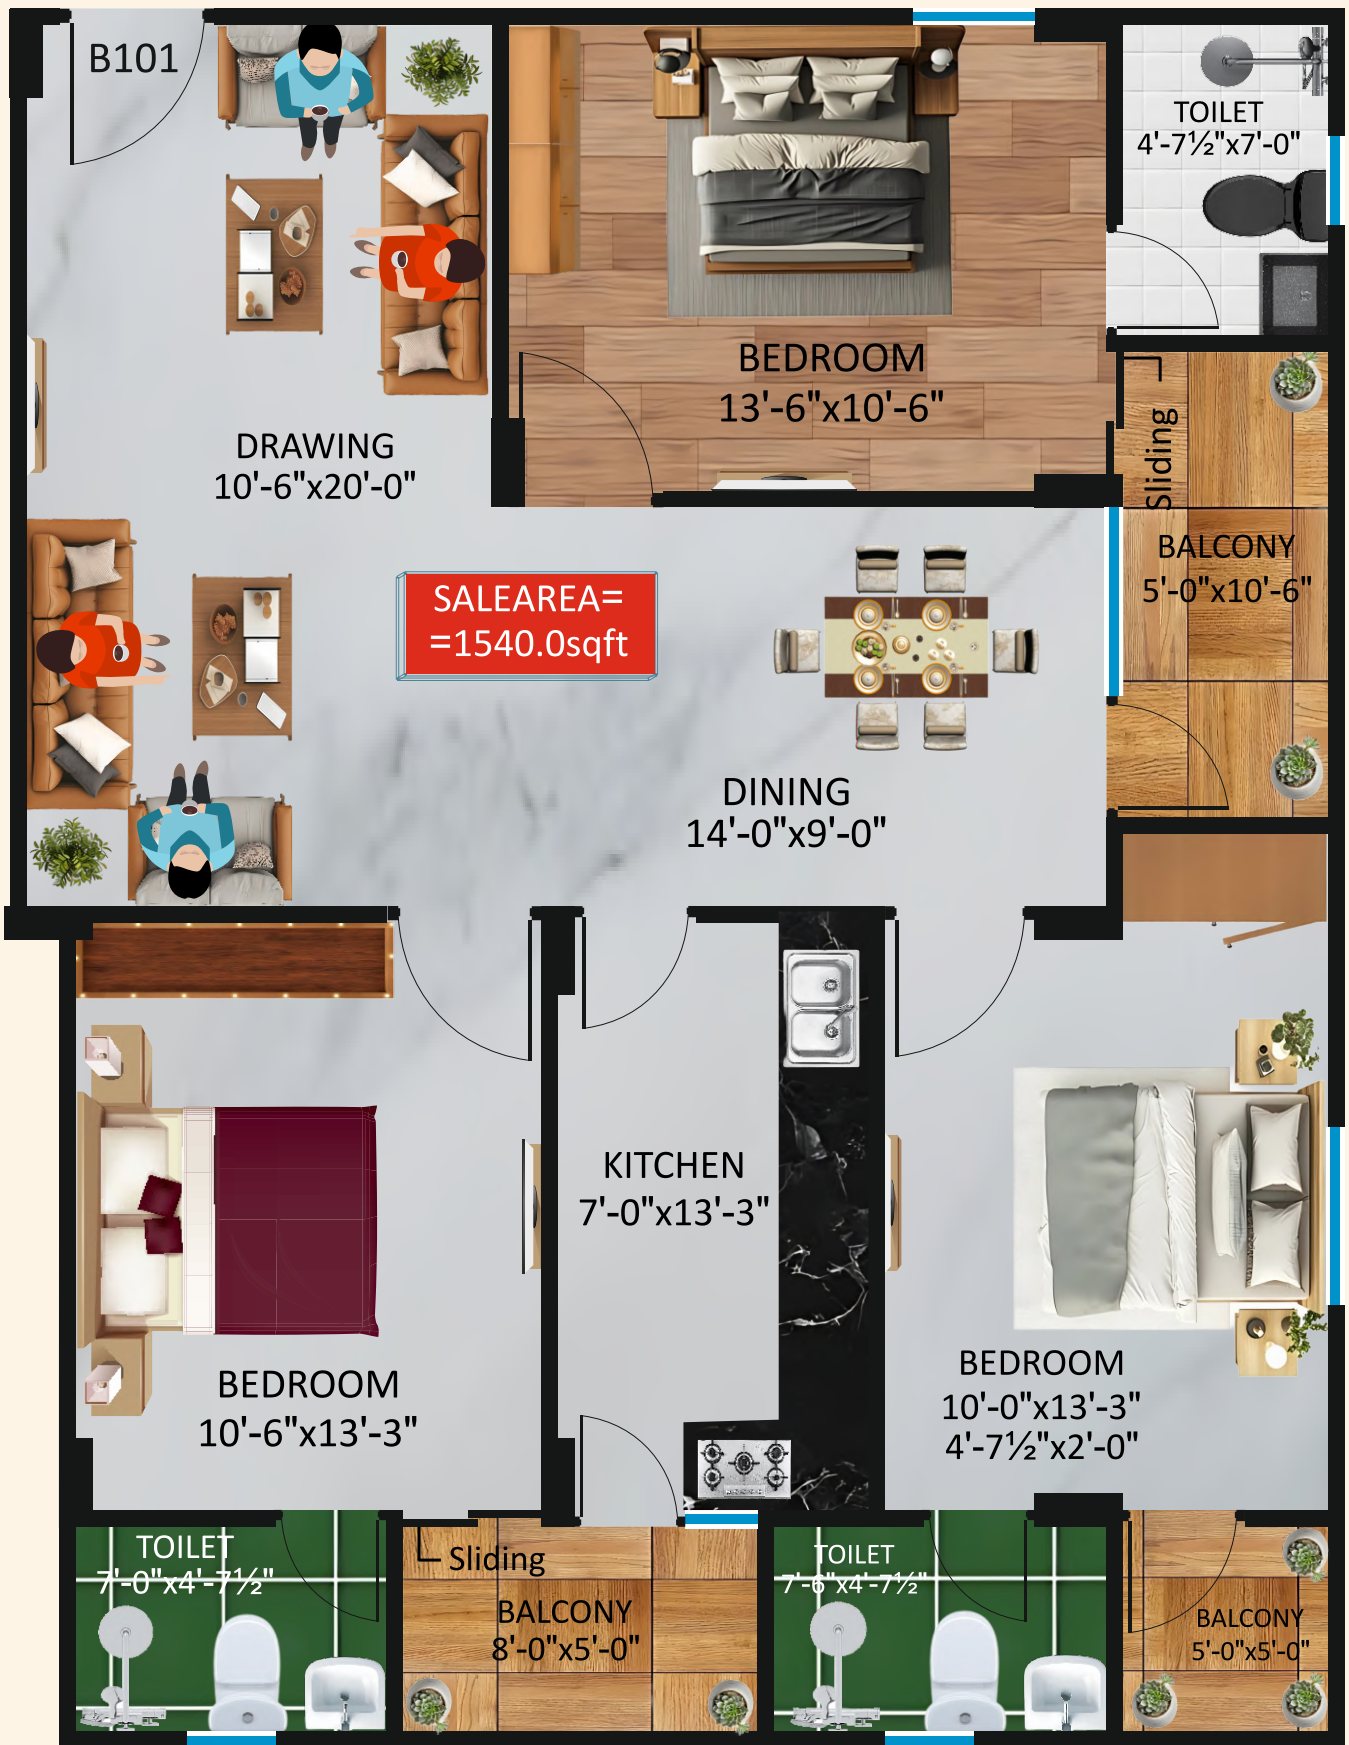 B101
TOILET
4'-7½"x7'-0"
BEDROOM
13'-6"x10'-6"
DRAWING
10'-6"x20'-0"
Sliding
BALCONY
5'-0"x10'-6"
SALEAREA=
=1540.0sqft
DINING
14'-0"x9'-0"
KITCHEN
7'-0"x13'-3"
BEDROOM
10'-6"x13'-3"
BEDROOM
10'-0"x13'-3"
4'-7½"x2'-0"
TOILET
7'-0"x4'-7½"
Sliding
BALCONY
8'-0"x5'-0"
TOILET
7'-6"x4'-7½"
BALCONY
5'-0"x5'-0"